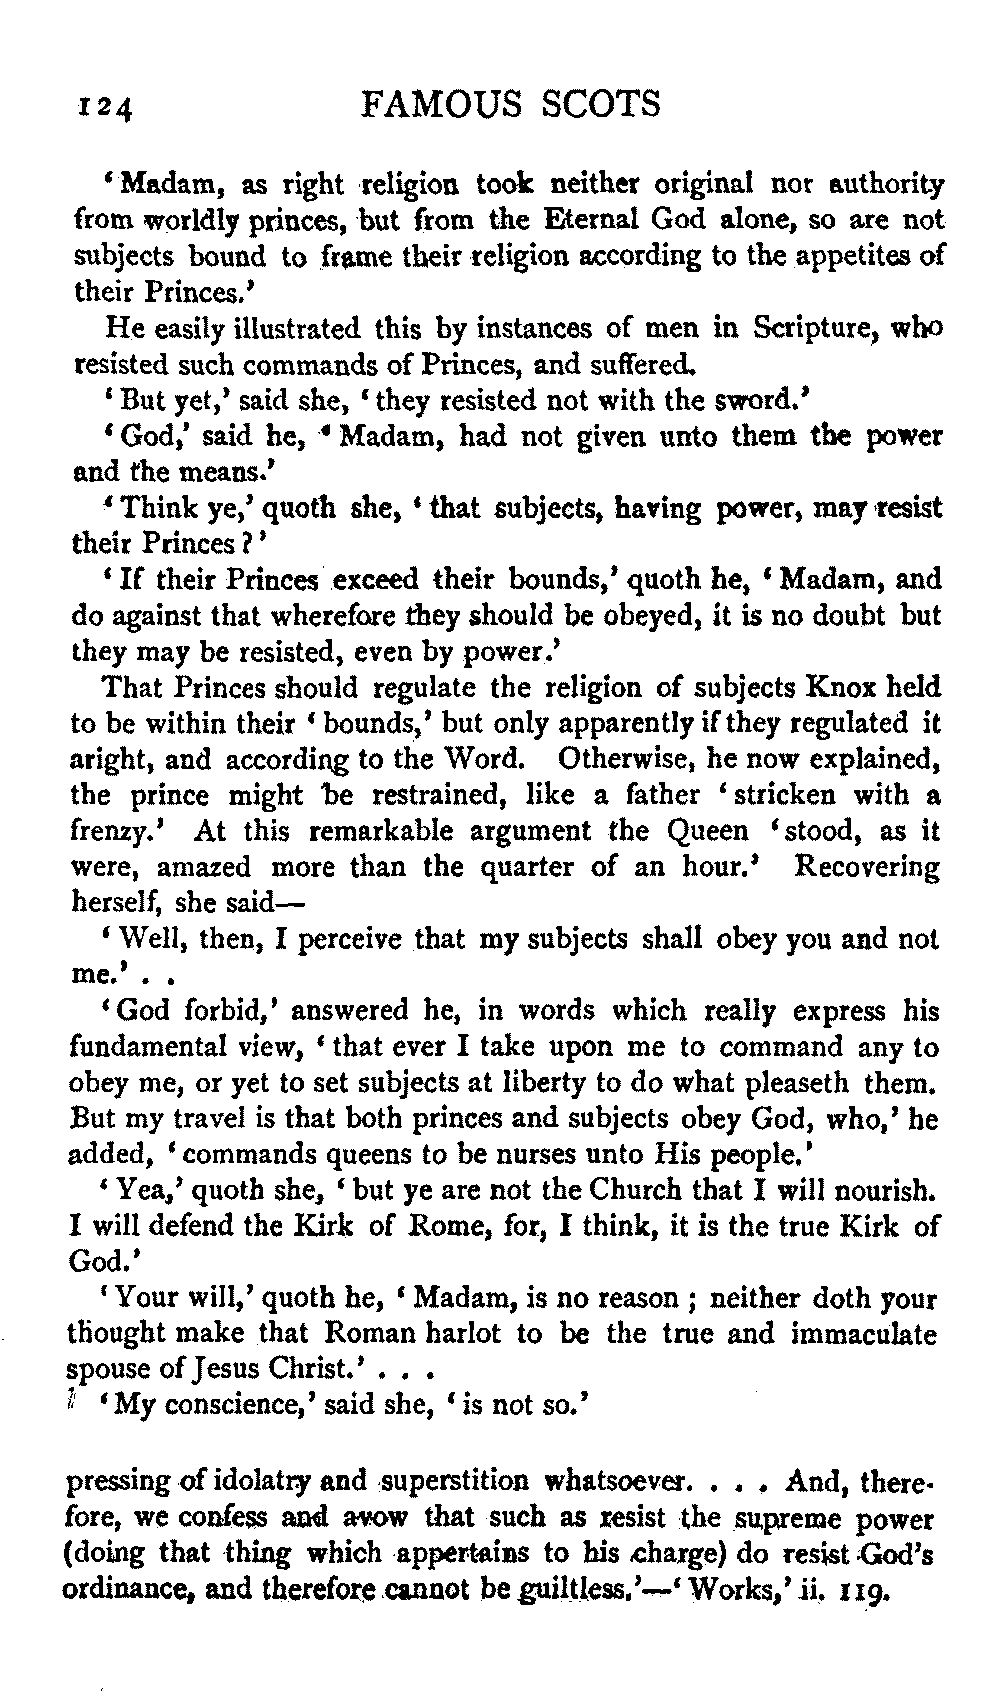 124 FAMOUS SCOTS
‘Madam, as right religion took neither original nor authority
from worldly princes, but from the Eternal God alone, so are not
subjects bound to frame their religion according to the appetites of
their Princes.’
He easily illustrated this by instances of men in Scripture, who
resisted such commands of Princes, and suffered.
‘But yet,’ said she, ‘they resisted not with the sword.’
‘God,’ said he, ‘Madam, had not given unto them the power
and the means.’
‘Think ye,’ quoth she, ‘that subjects, having power, may resist
their Princes?’
‘If their Princes exceed their bounds,’ quoth he, ‘Madam, and
do against that wherefore they should be obeyed, it is no doubt but
they may be resisted, even by power.’
That Princes should regulate the religion of subjects Knox held
to be within their ‘bounds,’ but only apparently if they regulated it
aright, and according to the Word. Otherwise, he now explained,
the prince might be restrained, like a father ‘stricken with a
frenzy.’ At this remarkable argument the Queen ‘stood, as it
were, amazed more than the quarter of an hour.’ Recovering
herself, she said—
‘Well, then, I perceive that my subjects shall obey you and not
me.’ . .
‘God forbid,’ answered he, in words which really express his
fundamental view, ‘that ever I take upon me to command any to
obey me, or yet to set subjects at liberty to do what pleaseth them.
But my travel is that both princes and subjects obey God, who,’ he
added, ‘commands queens to be nurses unto His people.’
‘Yea,’ quoth she, ‘but ye are not the Church that I will nourish.
I will defend the Kirk of Rome, for, I think, it is the true Kirk of
God.’
‘Your will,’ quoth he, ‘Madam, is no reason; neither doth your
thought make that Roman harlot to be the true and immaculate
spouse of Jesus Christ.’ . . .
‘My conscience,’ said she, ‘is not so.’
pressing of idolatry and superstition whatsoever. . . . And, there-
fore, we confess and avow that such as resist the supreme power
(doing that thing which appertains to his charge) do resist God's
ordinance, and therefore cannot be guiltless.’—‘Works,’ ii. 119.